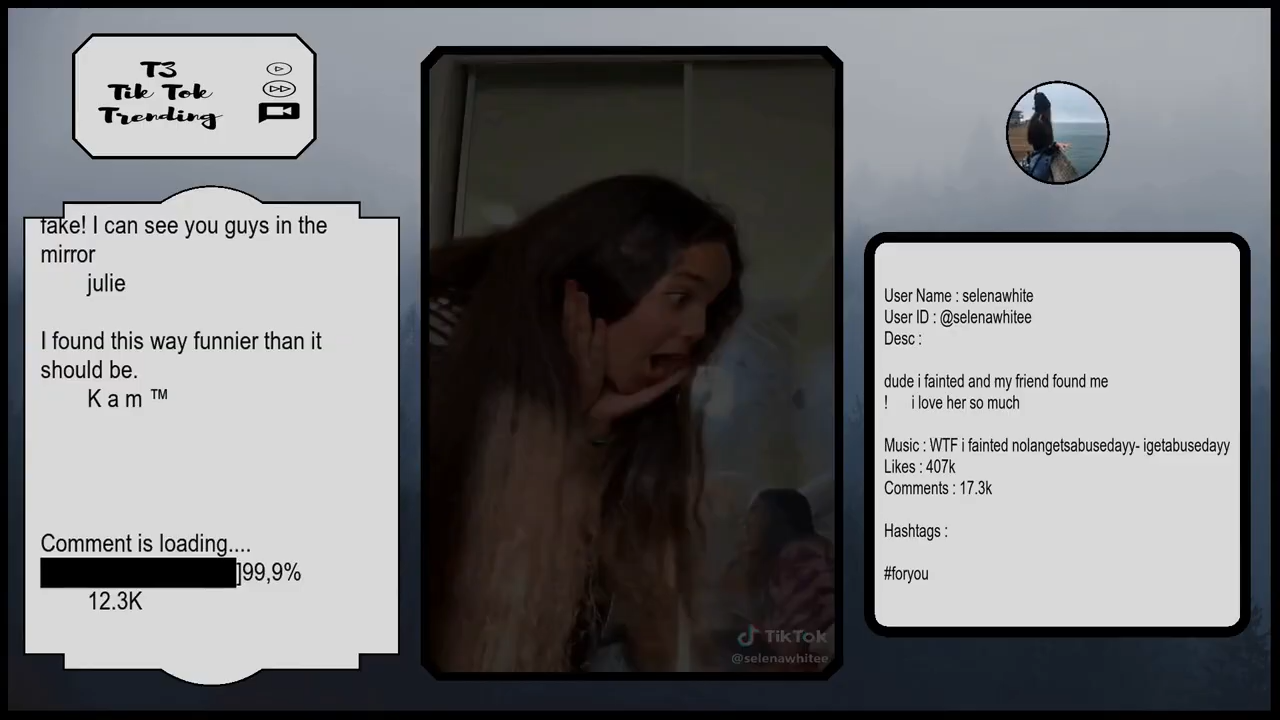 T3
Tik Tok
Trending
fake! I can see you guys in the
mirror
julie
I found this way funnier than it
should be.
K a m ™
Comment is loading....
]99,9%
12.3K
TikTok
@selenawhitee
User Name : selenawhite
User ID : @selenawhitee
Desc :
dude i fainted and my friend found me
! i love her so much
Music : WTF i fainted nolangetsabusedayy- igetabusedayy
Likes : 407k
Comments : 17.3k
Hashtags :
#foryou